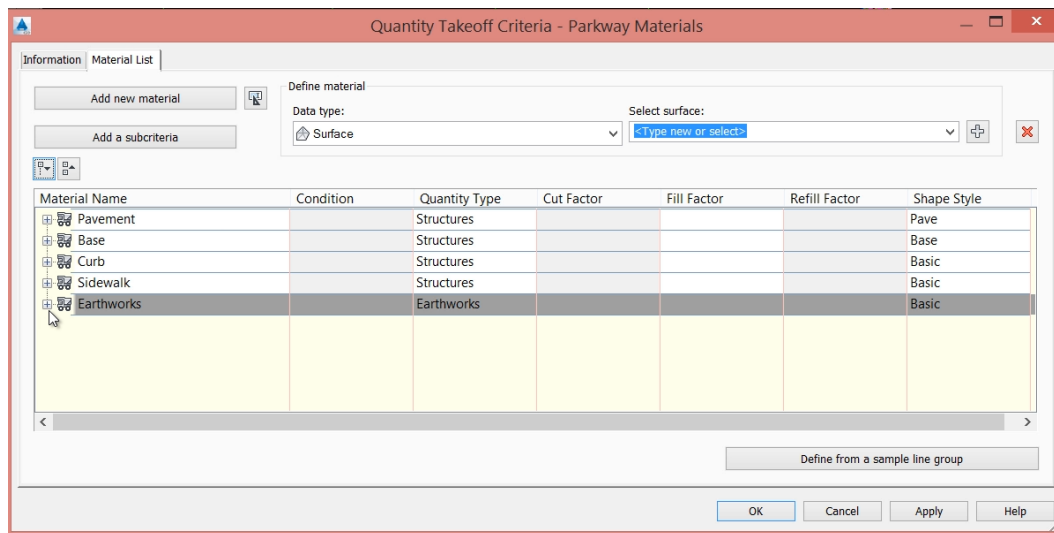 Quantity Takeoff Criteria - Parkway Materials
Information Material List
Define material
Add new material
Data type: Select surface:
Surface <Type new or select>
Add a subcriteria
Material Name Condition Quantity Type Cut Factor Fill Factor Refill Factor Shape Style
Pavement Structures Pave
Base Structures Base
Curb Structures Basic
Sidewalk Structures Basic
Earthworks Earthworks Basic
Define from a sample line group
OK Cancel Apply Help